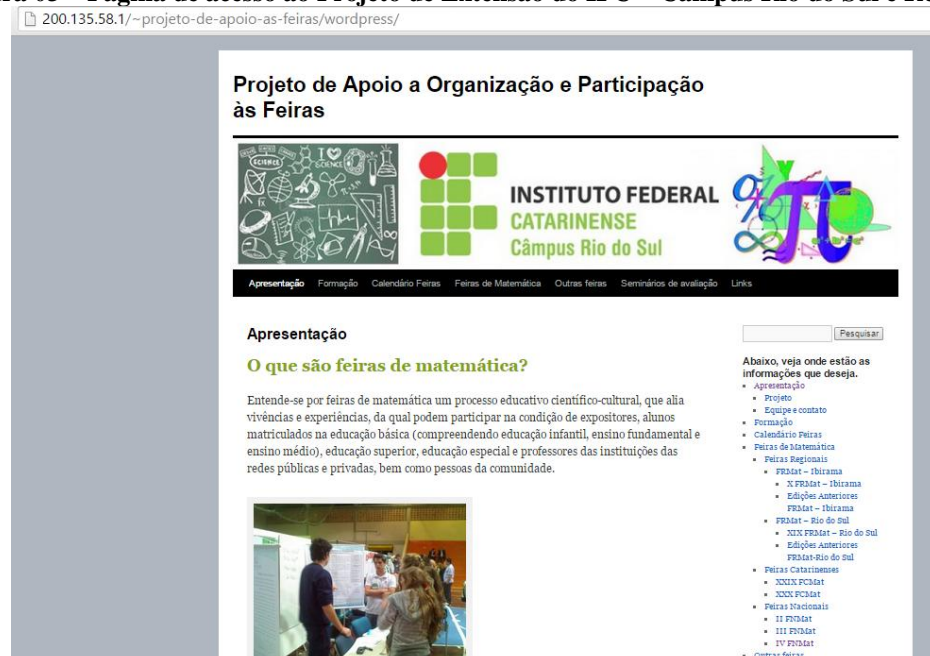 200.135.58.1/~projeto-de-apoio-as-feiras/wordpress/
Projeto de Apoio a Organização e Participação
às Feiras
SCIENCE
I
SCIENCE
INSTITUTO FEDERAL
CATARINENSE
Câmpus Rio do Sul
Apresentação Formação Calendário Feiras Feiras de Matemática Outras feiras Seminários de avaliação Links
Apresentação
O que são feiras de matemática?
Entende-se por feiras de matemática um processo educativo científico-cultural, que alia
vivências e experiências, da qual podem participar na condição de expositores, alunos
matriculados na educação básica (compreendendo educação infantil, ensino fundamental e
ensino médio), educação superior, educação especial e professores das instituições das
redes públicas e privadas, bem como pessoas da comunidade.
Pesquisar
Abaixo, veja onde estão as
informações que deseja.
Apresentação
Projeto
Equipe e contato
Formação
Calendário Feiras
Feiras de Matemática
Feiras Regionais
FRMat – Ibirama
X FRMat – Ibirama
Edições Anteriores
FRMat – Ibirama
FRMat – Rio do Sul
XIX FRMat – Rio do Sul
Edições Anteriores
FRMat-Rio do Sul
Feiras Catarinenses
XXIX FCMat
XXX FCMat
Feiras Nacionais
II FNMat
III FNMat
IV FNMat
Outras feiras